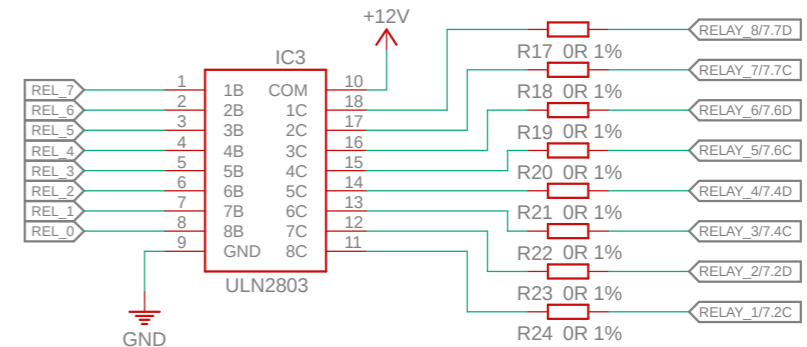 +12V
IC3
REL_7
REL_6
REL_5
REL_4
REL_3
REL_2
REL_1
REL_0
1
2
3
4
5
6
7
8
9
1B COM
2B 1C
3B 2C
4B 3C
5B 4C
6B 5C
7B 6C
8B 7C
GND 8C
10
18
17
16
15
14
13
12
11
ULN2803
GND
R17 0R 1%
R18 0R 1%
R19 0R 1%
R20 0R 1%
R21 0R 1%
R22 0R 1%
R23 0R 1%
R24 0R 1%
RELAY_8/7.7D
RELAY_7/7.7C
RELAY_6/7.6D
RELAY_5/7.6C
RELAY_4/7.4D
RELAY_3/7.4C
RELAY_2/7.2D
RELAY_1/7.2C